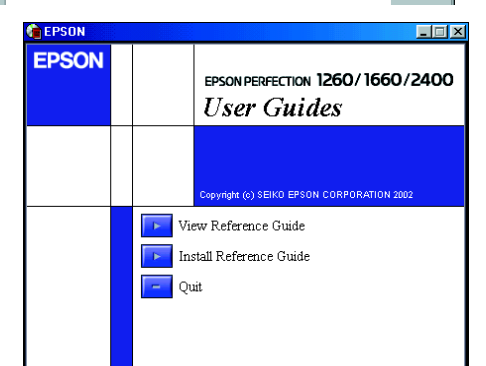 EPSON
EPSON
EPSON PERFECTION 1260/1660/2400
User Guides
Copyright (c) SEIKO EPSON CORPORATION 2002
View Reference Guide
Install Reference Guide
Quit